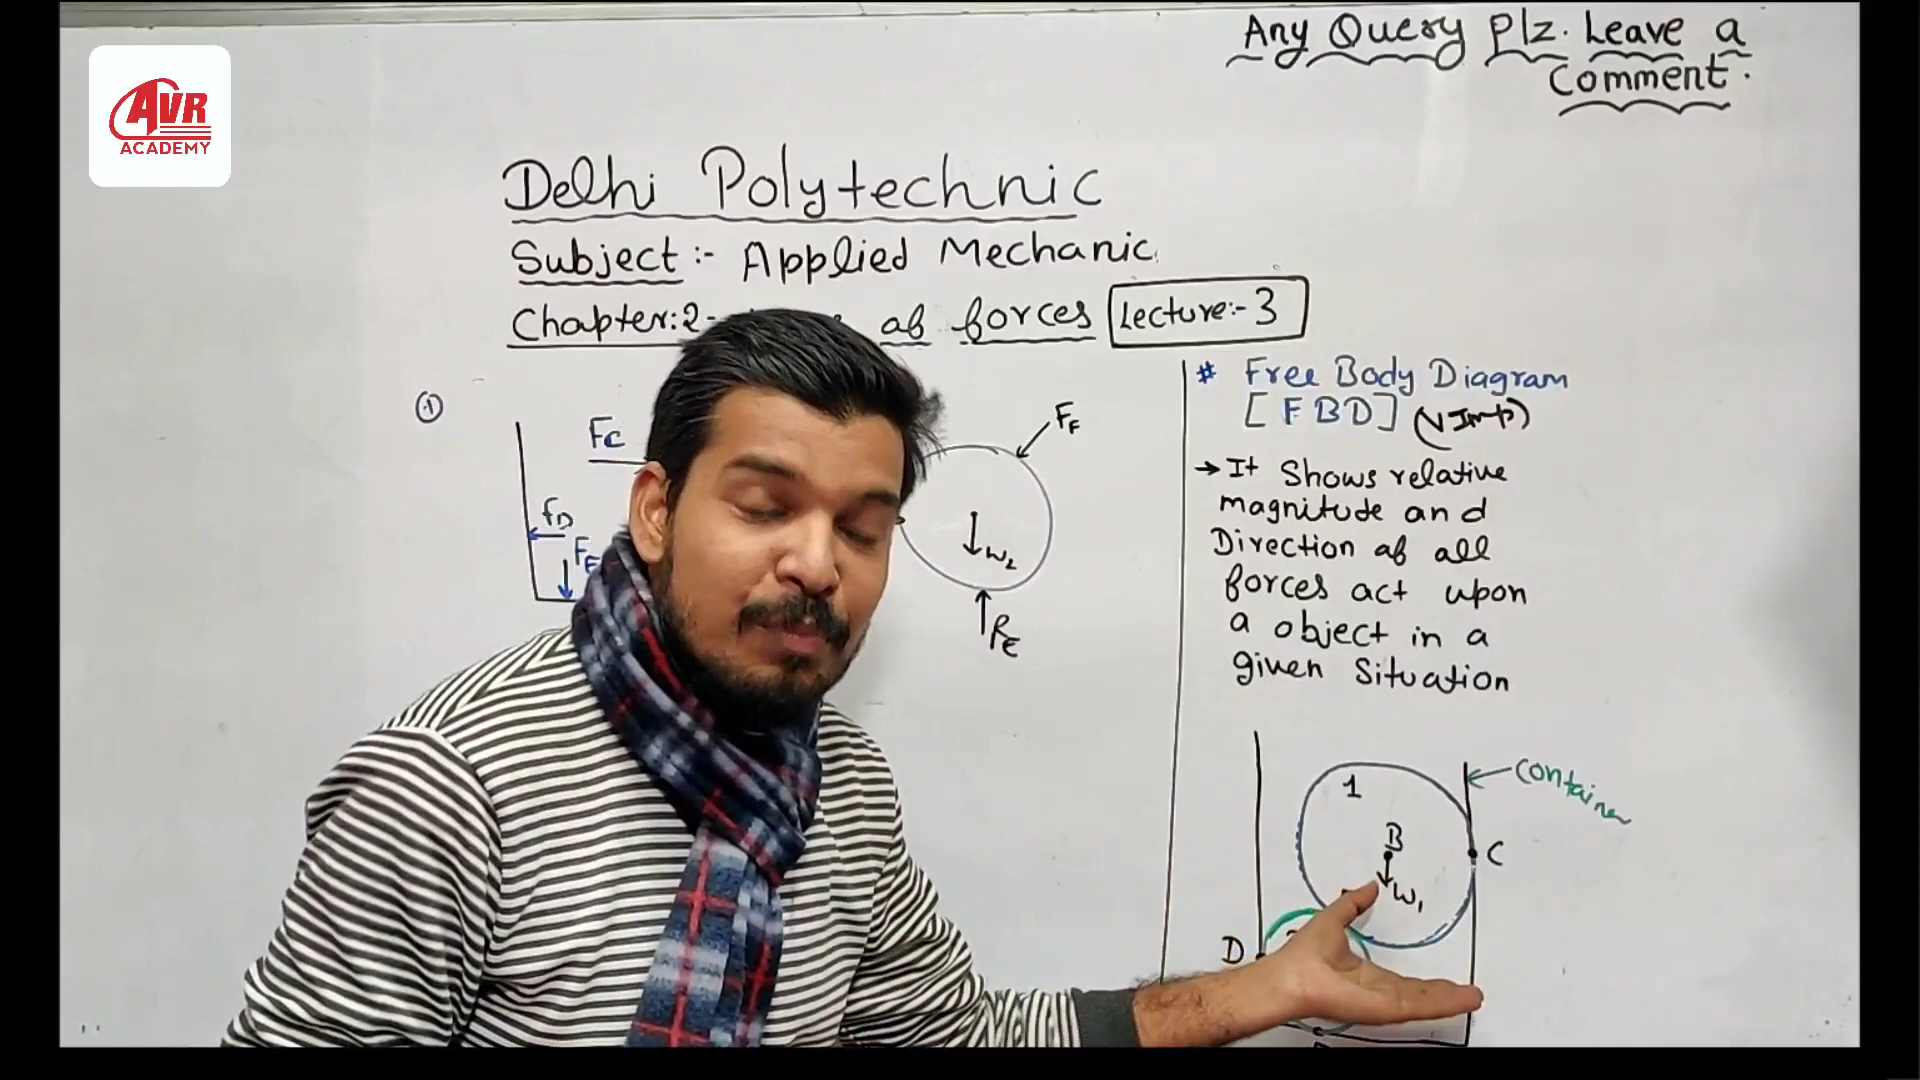 Any Query Plz. Leave a
Comment.
AVR
ACADEMY
Delhi Polytechnic
Subject:- Applied Mechanic
Chapter:2- of forces
Lecture:- 3
①
Fc
FD
FE
FF
W2
RE
# Free Body Diagram
[FBD] (V Imp)
→ It Shows relative
magnitude and
Direction of all
forces act upon
a object in a
given Situation
1
container
B
C
W1
D